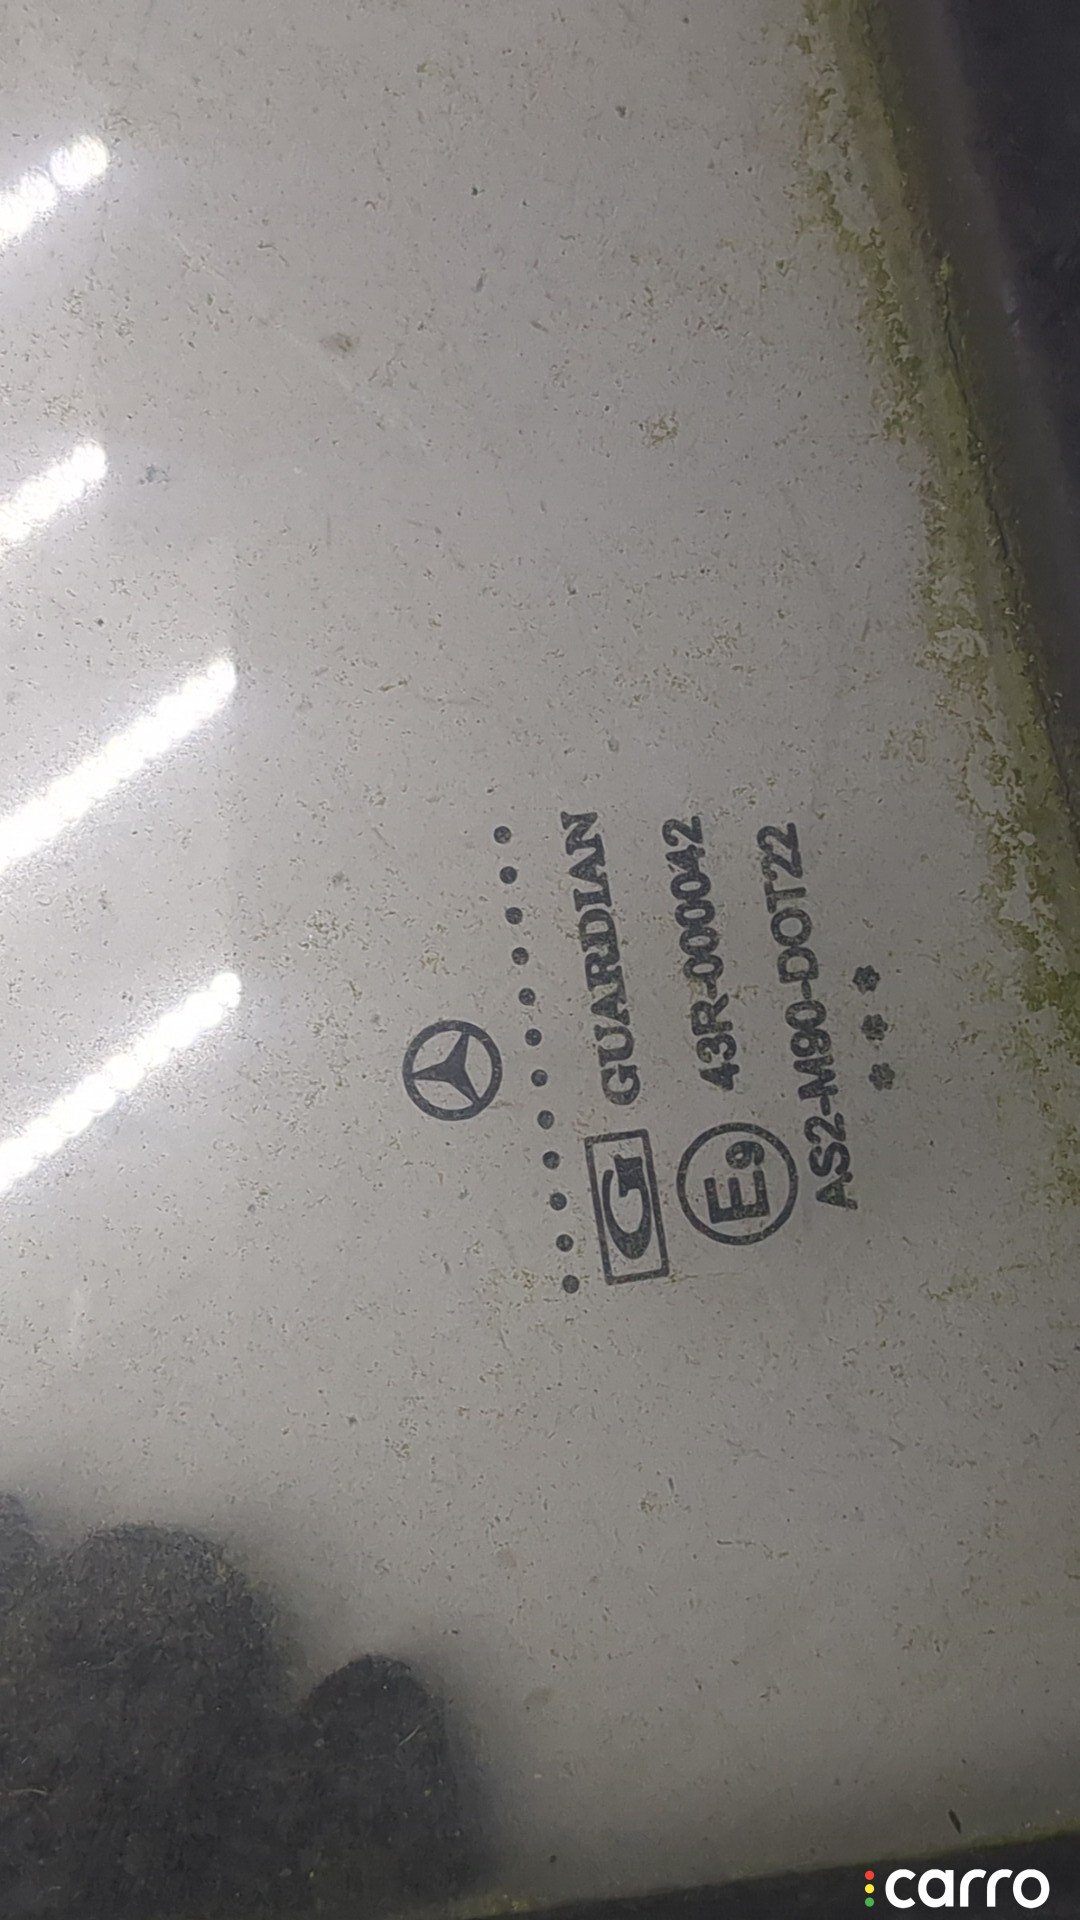 G GUARDIAN
E9 43R-000042
AS2-M90-DOT22
carro